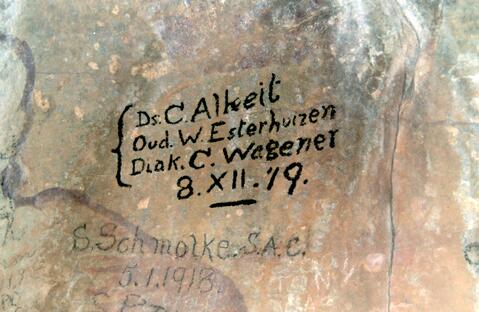 Ds. C. Alheit
Oud. W. Esterhuizen
Diak. C. Wagener
8. XII. 19.
S. Schmolke. S.A.C.
5.1.1918.